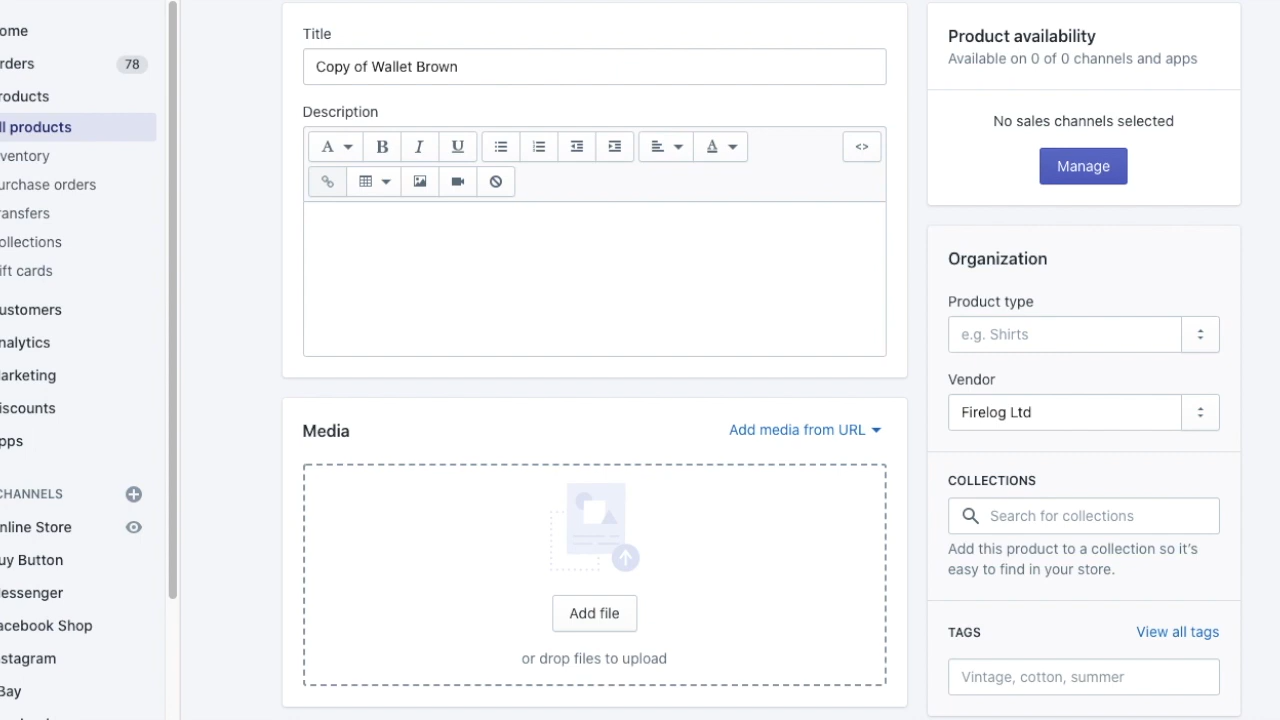 ome
rders 78
roducts
ll products
ventory
urchase orders
ransfers
ollections
ift cards
ustomers
nalytics
arketing
iscounts
pps
CHANNELS
nline Store
uy Button
essenger
acebook Shop
stagram
Bay
Title
Copy of Wallet Brown
Description
A B I U A <>
Media
Add media from URL
Add file
or drop files to upload
Product availability
Available on 0 of 0 channels and apps
No sales channels selected
Manage
Organization
Product type
e.g. Shirts
Vendor
Firelog Ltd
COLLECTIONS
Search for collections
Add this product to a collection so it's
easy to find in your store.
TAGS View all tags
Vintage, cotton, summer